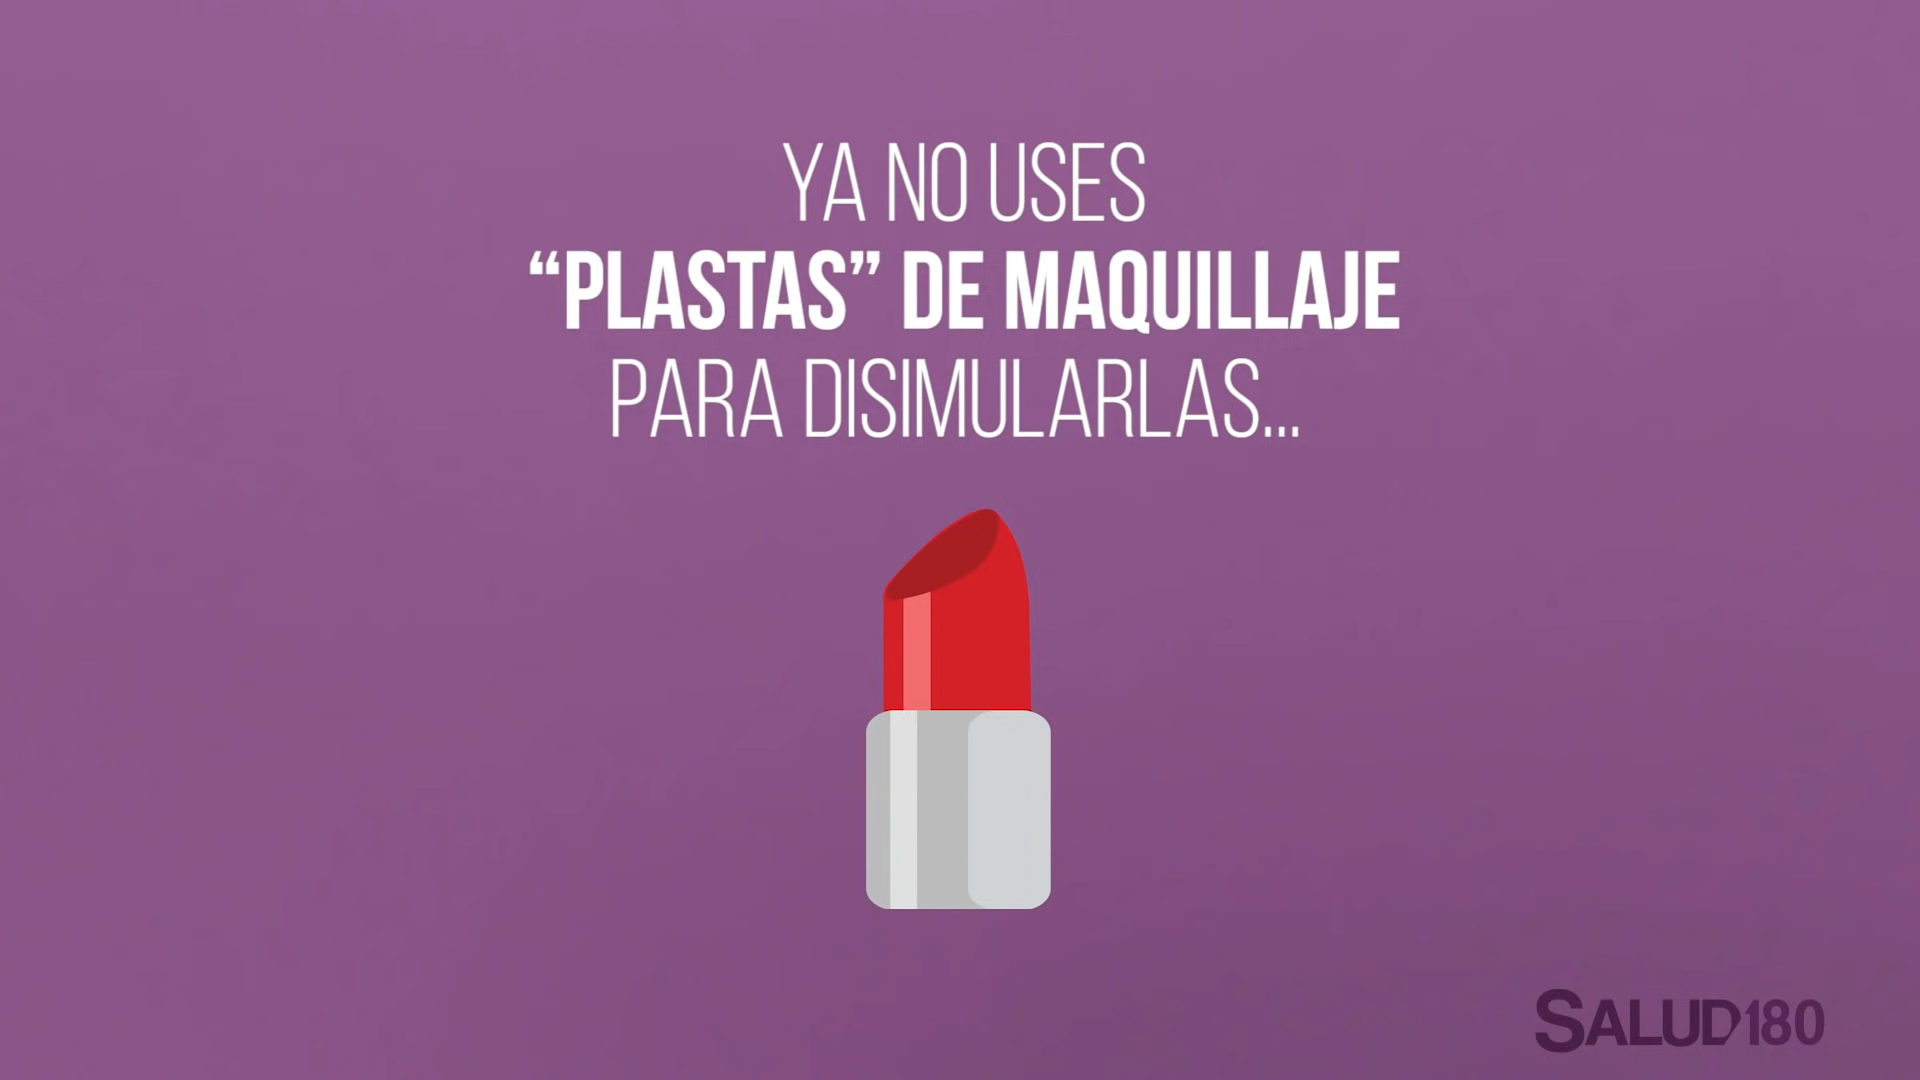 YA NO USES
“PLASTAS” DE MAQUILLAJE
PARA DISIMULARLAS...
SALUD180